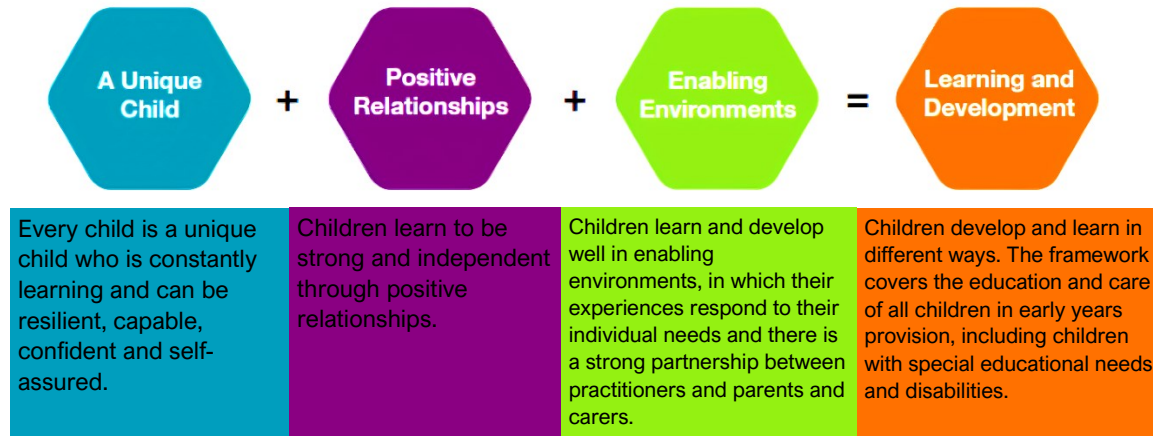 A Unique
Child
+
Positive
Relationships
+
Enabling
Environments
=
Learning and
Development
Every child is a unique
child who is constantly
learning and can be
resilient, capable,
confident and self-
assured.
Children learn to be
strong and independent
through positive
relationships.
Children learn and develop
well in enabling
environments, in which their
experiences respond to their
individual needs and there is
a strong partnership between
practitioners and parents and
carers.
Children develop and learn in
different ways. The framework
covers the education and care
of all children in early years
provision, including children
with special educational needs
and disabilities.